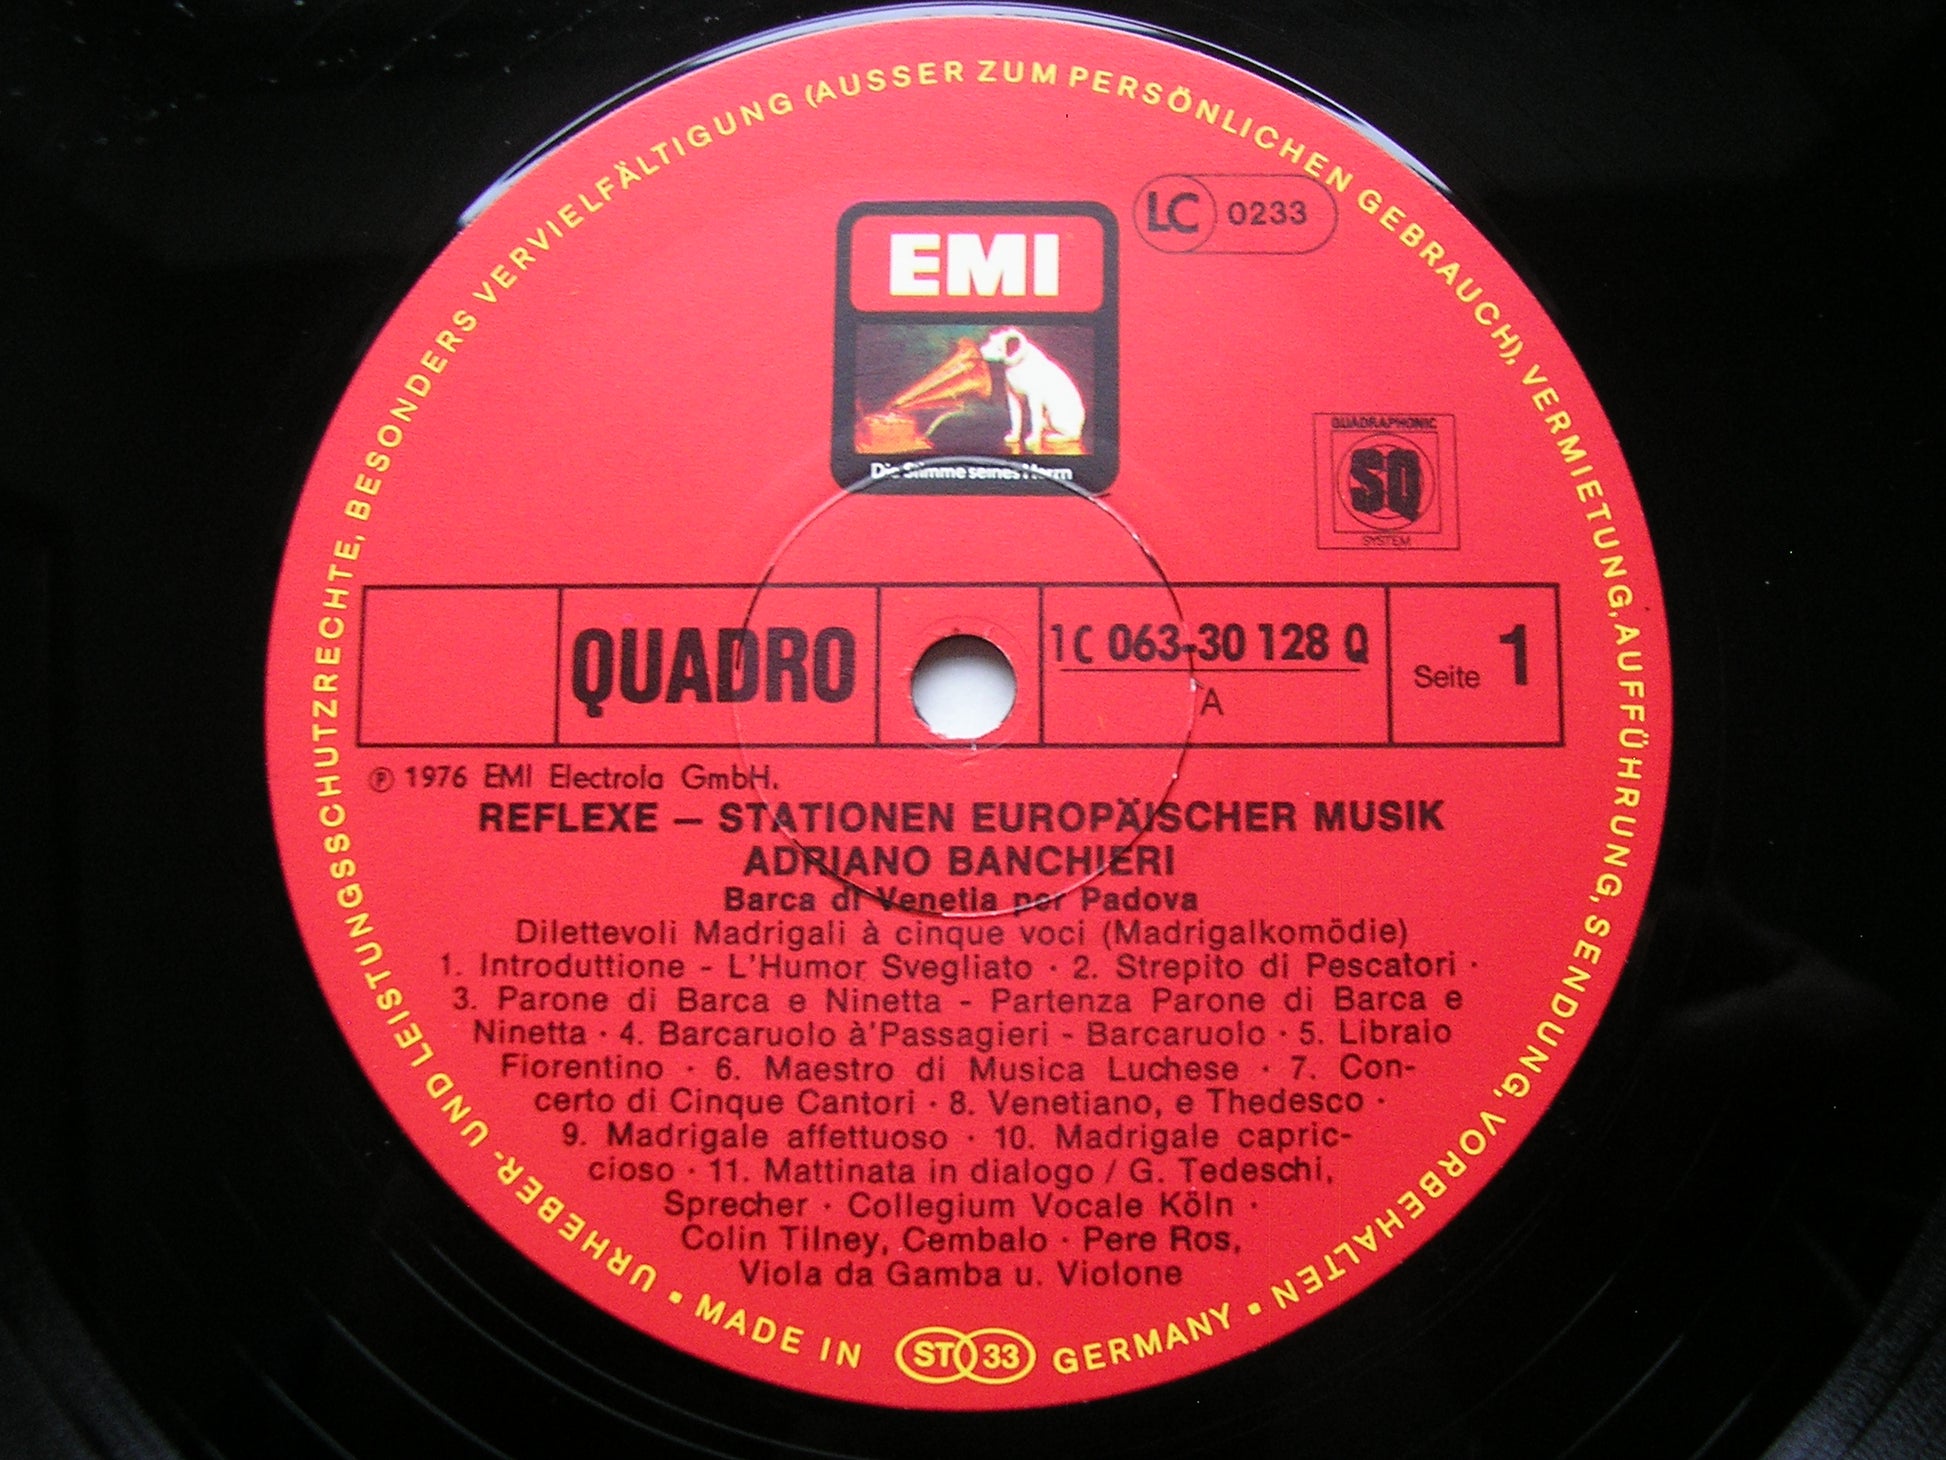 URHEBER- UND LEISTUNGSSCHUTZRECHTE, BESONDERS VERVIELFÄLTIGUNG (AUSSER ZUM PERSÖNLICHEN GEBRAUCH), VERMIETUNG, AUFFÜHRUNG, SENDUNG, VORBEHALTEN
EMI
LC 0233
Die Stimme seines Herrn
QUADRAPHONIC
SQ
SYSTEM
QUADRO
1C 063-30 128 Q
A
Seite 1
℗ 1976 EMI Electrola GmbH.
REFLEXE – STATIONEN EUROPÄISCHER MUSIK
ADRIANO BANCHIERI
Barca di Venetia per Padova
Dilettevoli Madrigali à cinque voci (Madrigalkomödie)
1. Introduttione - L'Humor Svegliato · 2. Strepito di Pescatori ·
3. Parone di Barca e Ninetta - Partenza Parone di Barca e
Ninetta · 4. Barcaruolo à'Passagieri - Barcaruolo · 5. Libraio
Fiorentino · 6. Maestro di Musica Luchese · 7. Con-
certo di Cinque Cantori · 8. Venetiano, e Thedesco ·
9. Madrigale affettuoso · 10. Madrigale capric-
cioso · 11. Mattinata in dialogo / G. Tedeschi,
Sprecher · Collegium Vocale Köln ·
Colin Tilney, Cembalo · Pere Ros,
Viola da Gamba u. Violone
• MADE IN ST 33 GERMANY •